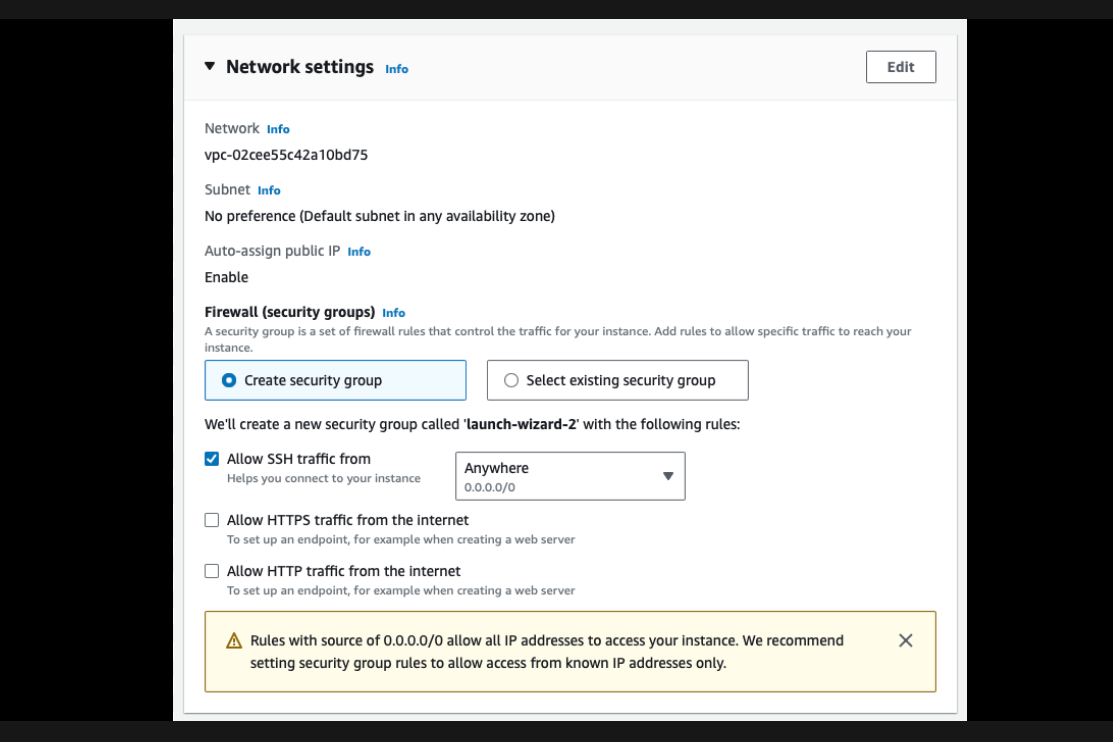 Network settings Info
Edit
Network Info
vpc-02cee55c42a10bd75
Subnet Info
No preference (Default subnet in any availability zone)
Auto-assign public IP Info
Enable
Firewall (security groups) Info
A security group is a set of firewall rules that control the traffic for your instance. Add rules to allow specific traffic to reach your
instance.
Create security group
Select existing security group
We'll create a new security group called 'launch-wizard-2' with the following rules:
Allow SSH traffic from
Helps you connect to your instance
Anywhere
0.0.0.0/0
Allow HTTPS traffic from the internet
To set up an endpoint, for example when creating a web server
Allow HTTP traffic from the internet
To set up an endpoint, for example when creating a web server
Rules with source of 0.0.0.0/0 allow all IP addresses to access your instance. We recommend
setting security group rules to allow access from known IP addresses only.